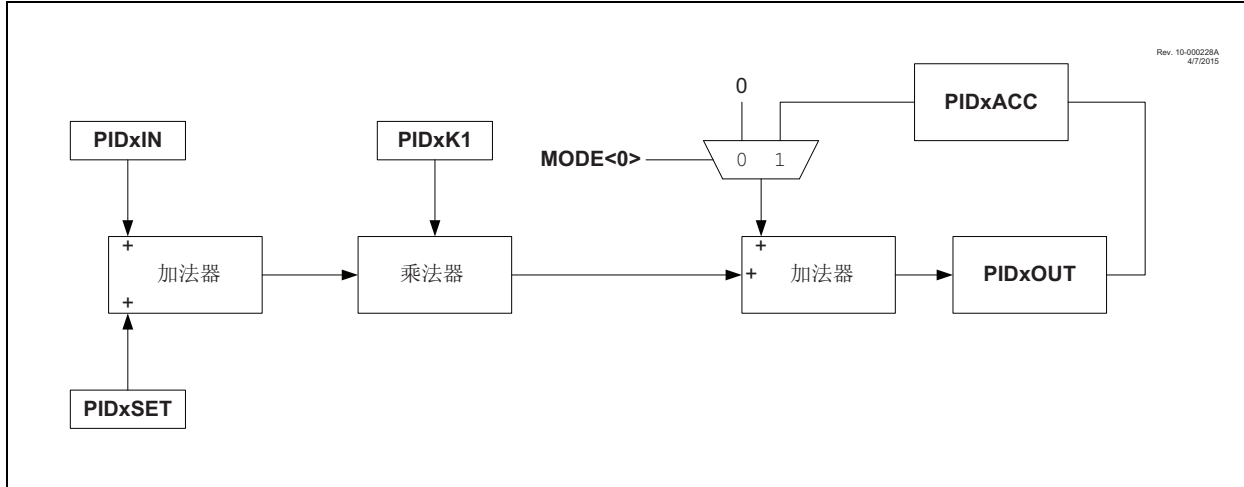 Rev. 10-000228A
4/7/2015
0
PIDxACC
PIDxIN
PIDxK1
MODE<0>
0 1
+
加法器
+
乘法器
+
+
加法器
PIDxOUT
PIDxSET